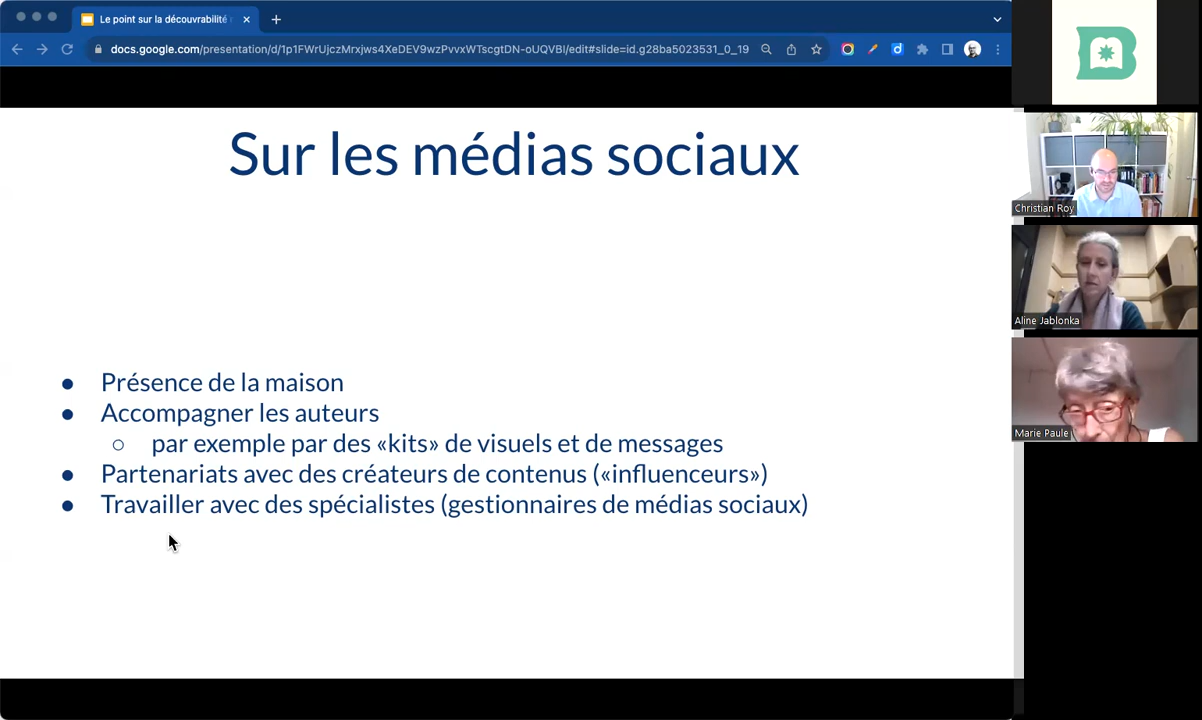 Le point sur la découvrabilité
docs.google.com/presentation/d/1p1FWrUjczMrxjws4XeDEV9wzPvvxWTscgtDN-oUQVBI/edit#slide=id.g28ba5023531_0_19
Sur les médias sociaux
● Présence de la maison
● Accompagner les auteurs
○ par exemple par des «kits» de visuels et de messages
● Partenariats avec des créateurs de contenus («influenceurs»)
● Travailler avec des spécialistes (gestionnaires de médias sociaux)
Christian Roy
Aline Jablonka
Marie Paule